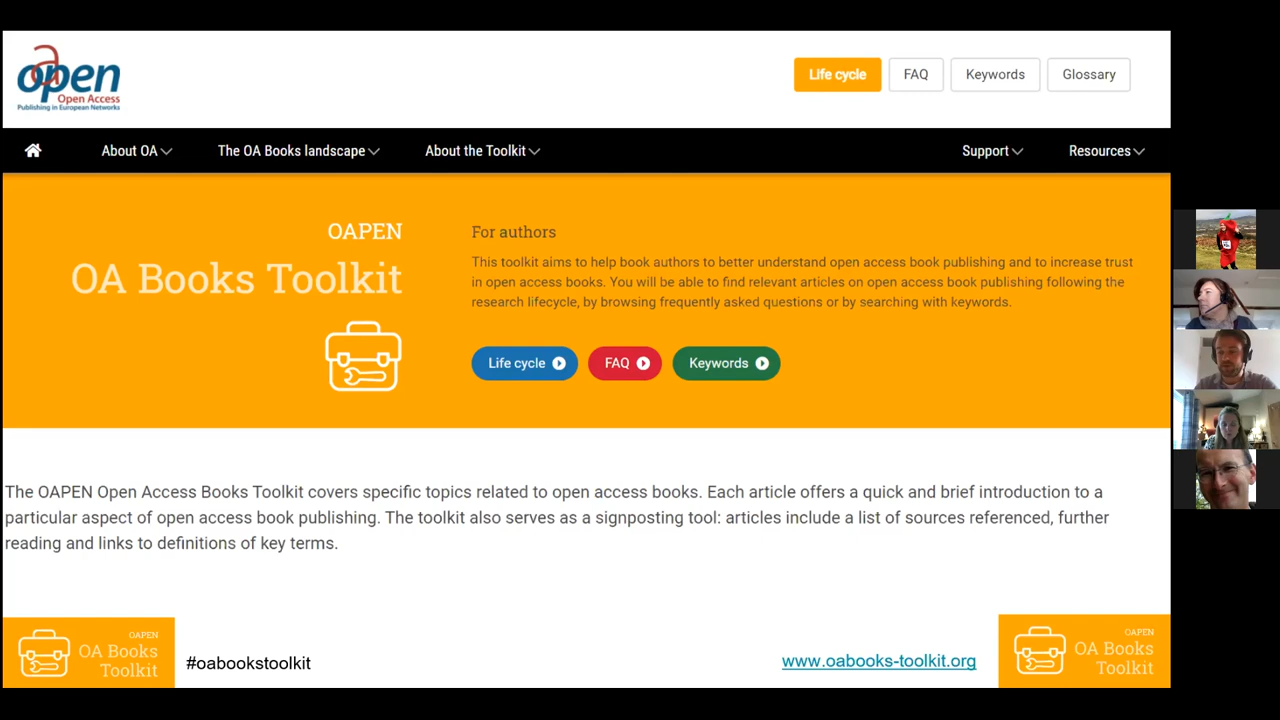 open
Open Access
Publishing in European Networks
Life cycle
FAQ
Keywords
Glossary
About OA
The OA Books landscape
About the Toolkit
Support
Resources
OAPEN
OA Books Toolkit
For authors
This toolkit aims to help book authors to better understand open access book publishing and to increase trust
in open access books. You will be able to find relevant articles on open access book publishing following the
research lifecycle, by browsing frequently asked questions or by searching with keywords.
Life cycle
FAQ
Keywords
The OAPEN Open Access Books Toolkit covers specific topics related to open access books. Each article offers a quick and brief introduction to a
particular aspect of open access book publishing. The toolkit also serves as a signposting tool: articles include a list of sources referenced, further
reading and links to definitions of key terms.
OAPEN
OA Books
Toolkit
#oabookstoolkit
www.oabooks-toolkit.org
OAPEN
OA Books
Toolkit